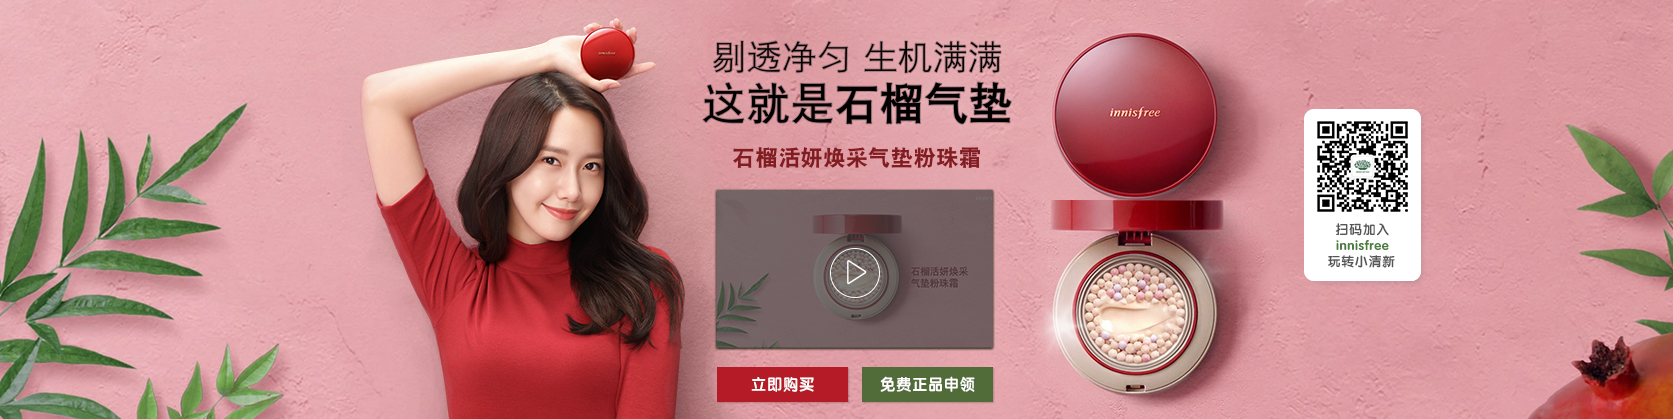 剔透净匀 生机满满
这就是石榴气垫
石榴活妍焕采气垫粉珠霜
石榴活妍焕采
气垫粉珠霜
立即购买
免费正品申领
innisfree
innisfree
扫码加入
innisfree
玩转小清新